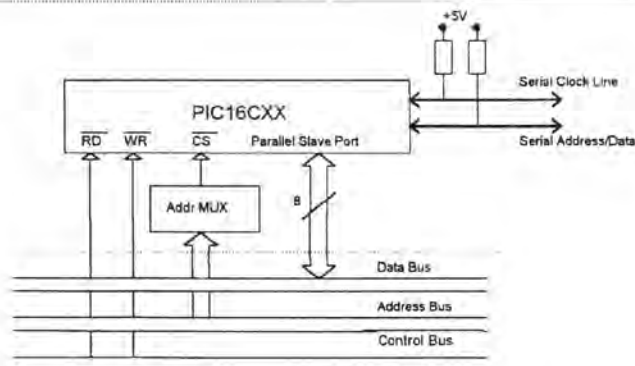 +5V
Serial Clock Line
PIC16CXX
RD WR CS Parallel Slave Port
Serial Address/Data
Addr MUX
8
Data Bus
Address Bus
Control Bus